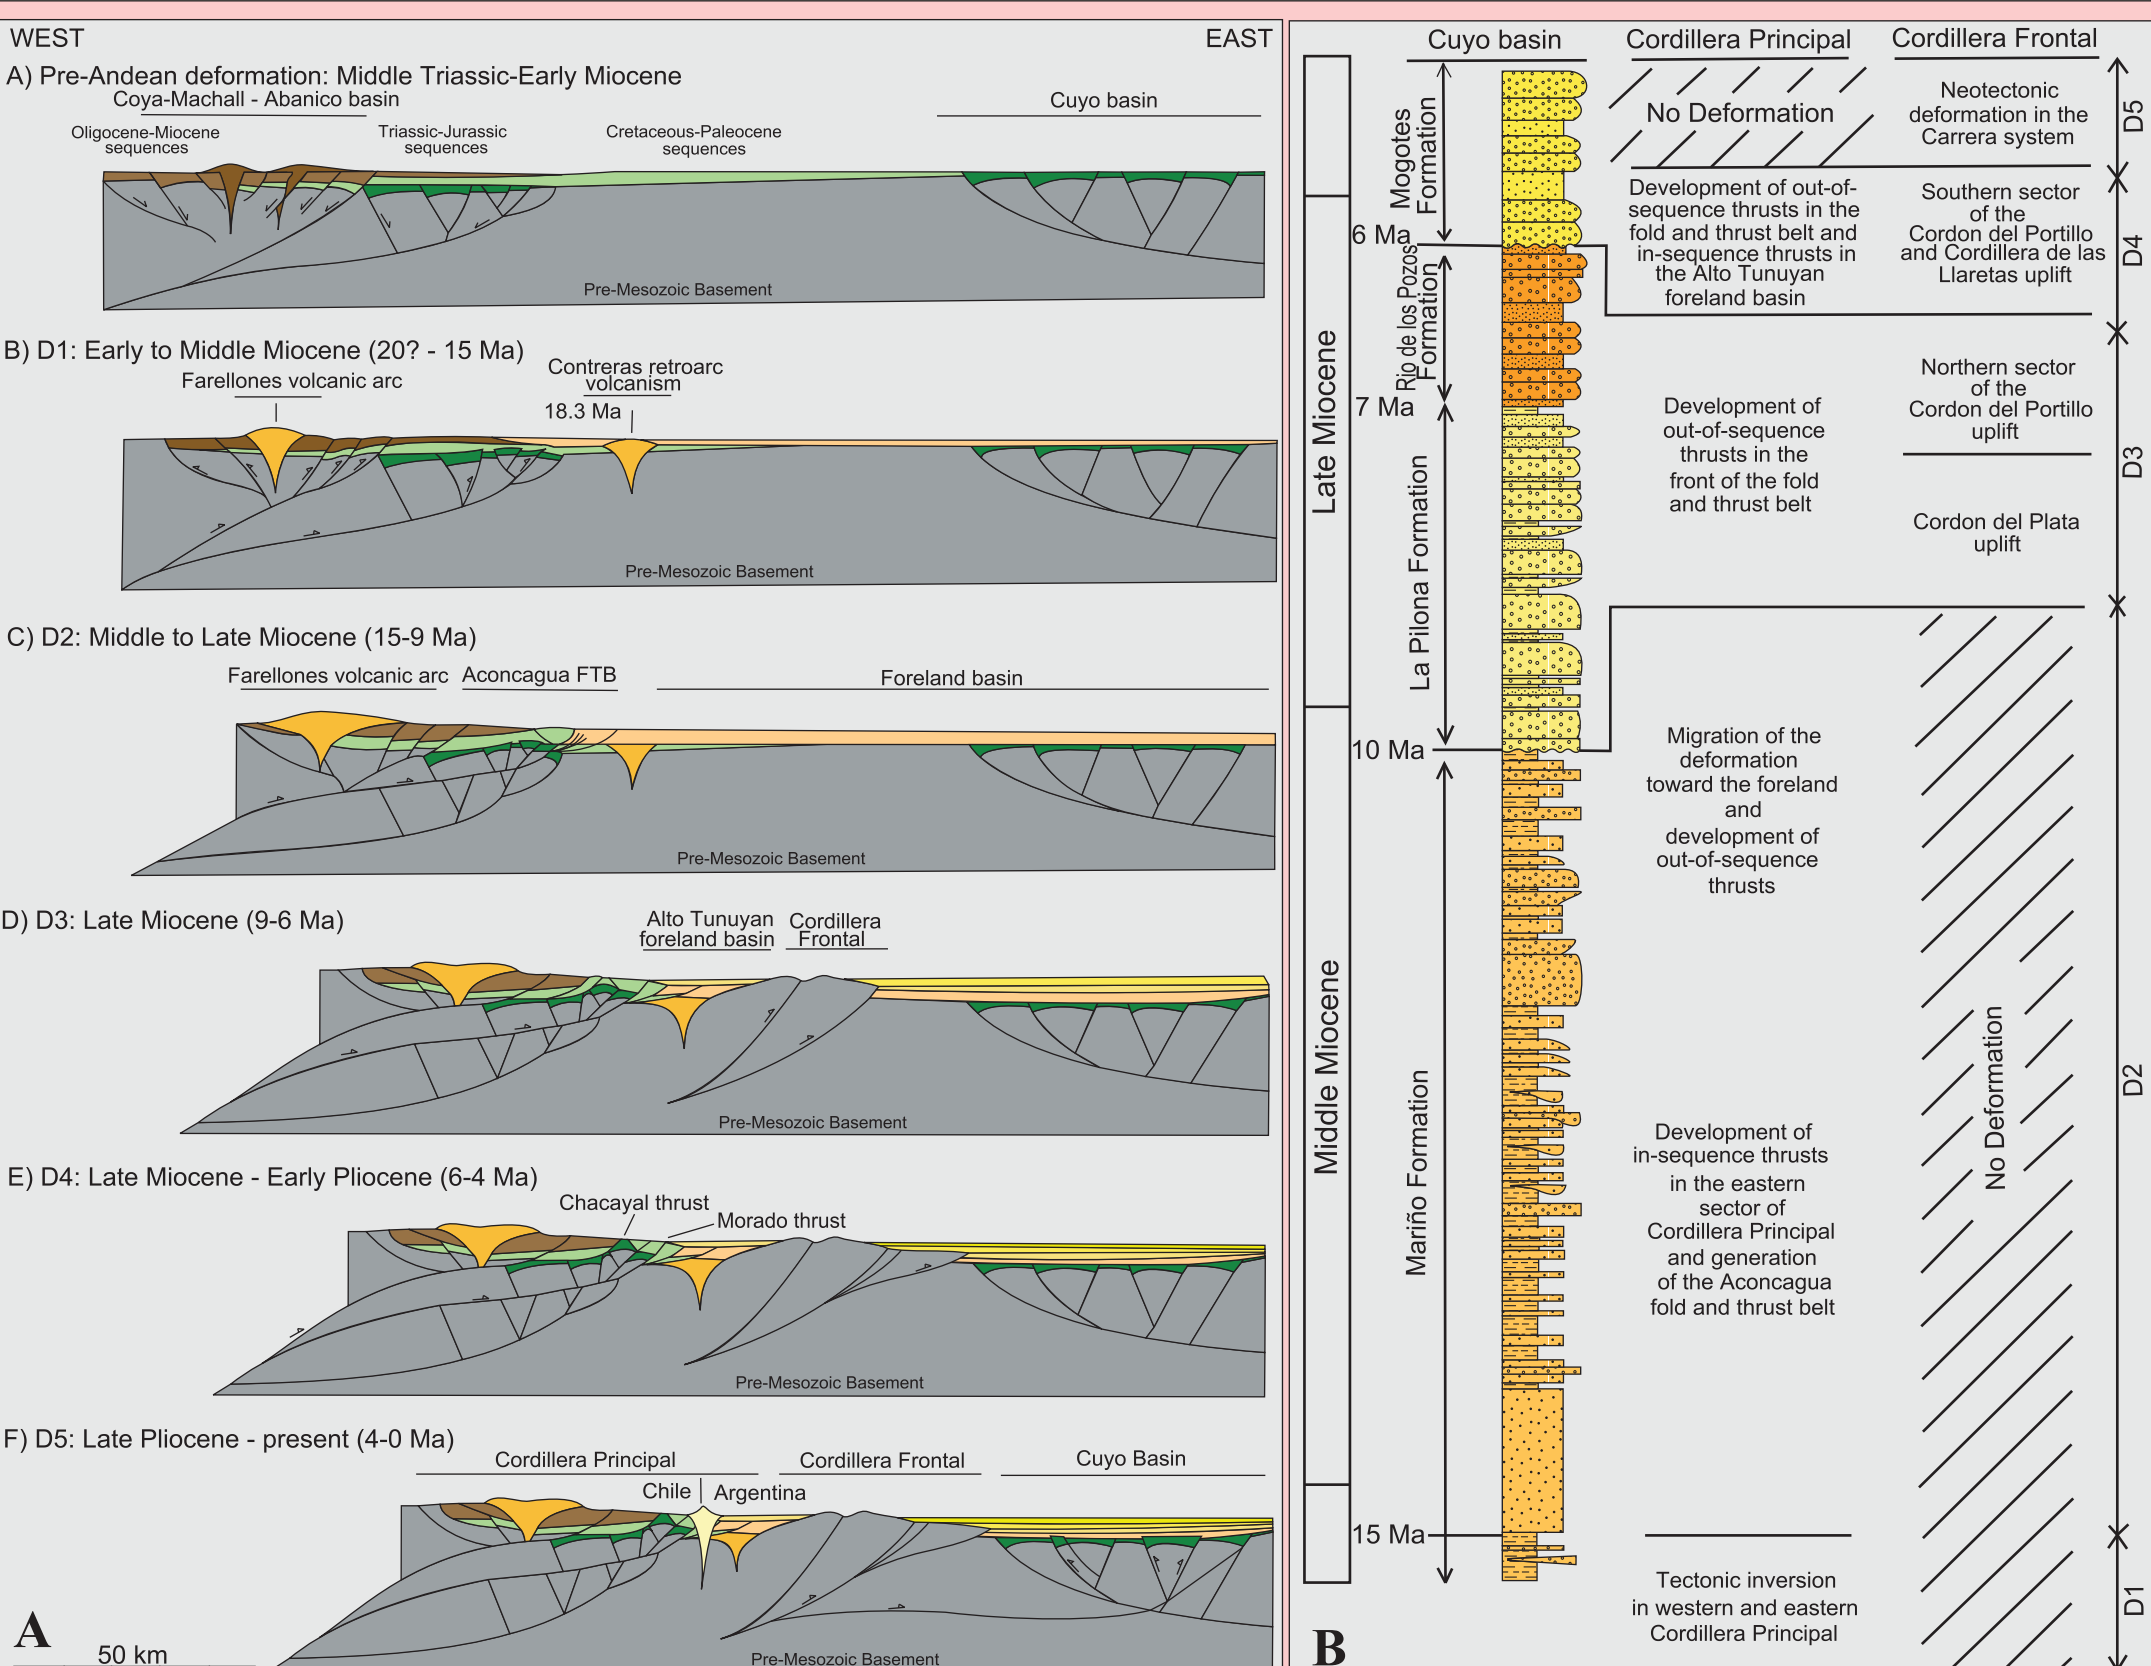 WEST
EAST
A) Pre-Andean deformation: Middle Triassic-Early Miocene
Coya-Machall - Abanico basin
Cuyo basin
Oligocene-Miocene
sequences
Triassic-Jurassic
sequences
Cretaceous-Paleocene
sequences
Pre-Mesozoic Basement
B) D1: Early to Middle Miocene (20? - 15 Ma)
Farellones volcanic arc
Contreras retroarc
volcanism
18.3 Ma
Pre-Mesozoic Basement
C) D2: Middle to Late Miocene (15-9 Ma)
Farellones volcanic arc
Aconcagua FTB
Foreland basin
Pre-Mesozoic Basement
D) D3: Late Miocene (9-6 Ma)
Alto Tunuyan
foreland basin
Cordillera
Frontal
Pre-Mesozoic Basement
E) D4: Late Miocene - Early Pliocene (6-4 Ma)
Chacayal thrust
Morado thrust
Pre-Mesozoic Basement
F) D5: Late Pliocene - present (4-0 Ma)
Cordillera Principal
Cordillera Frontal
Cuyo Basin
Chile
Argentina
Pre-Mesozoic Basement
A
50 km
Cuyo basin
Cordillera Principal
Cordillera Frontal
Late Miocene
Middle Miocene
6 Ma
7 Ma
10 Ma
15 Ma
Mogotes
Formation
Rio de los Pozos
Formation
La Pilona Formation
Mariño Formation
No Deformation
Development of out-of-
sequence thrusts in the
fold and thrust belt and
in-sequence thrusts in
the Alto Tunuyan
foreland basin
Development of
out-of-sequence
thrusts in the
front of the fold
and thrust belt
Migration of the
deformation
toward the foreland
and
development of
out-of-sequence
thrusts
Development of
in-sequence thrusts
in the eastern
sector of
Cordillera Principal
and generation
of the Aconcagua
fold and thrust belt
Tectonic inversion
in western and eastern
Cordillera Principal
Neotectonic
deformation in the
Carrera system
Southern sector
of the
Cordon del Portillo
and Cordillera de las
Llaretas uplift
Northern sector
of the
Cordon del Portillo
uplift
Cordon del Plata
uplift
No Deformation
D5
D4
D3
D2
D1
B